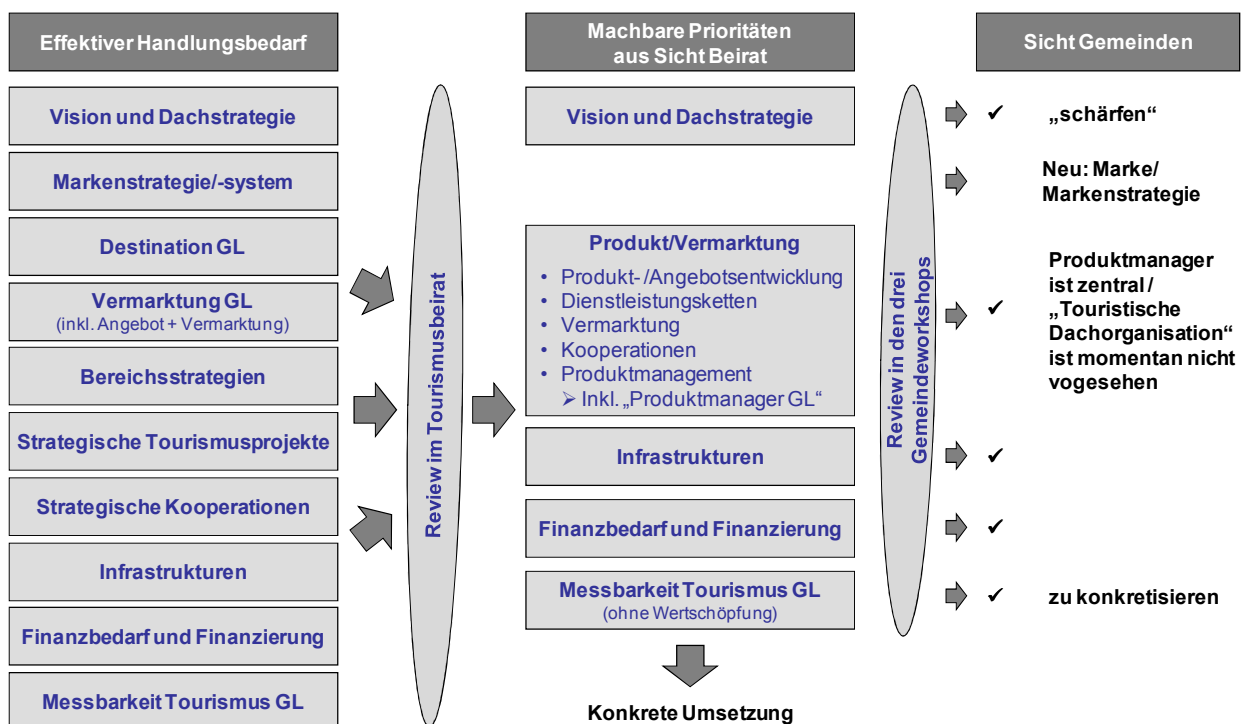 Effektiver Handlungsbedarf
Vision und Dachstrategie
Markenstrategie/-system
Destination GL
Vermarktung GL
(inkl. Angebot + Vermarktung)
Bereichsstrategien
Strategische Tourismusprojekte
Strategische Kooperationen
Infrastrukturen
Finanzbedarf und Finanzierung
Messbarkeit Tourismus GL
Review im Tourismusbeirat
Machbare Prioritäten
aus Sicht Beirat
Vision und Dachstrategie
Produkt/Vermarktung
• Produkt-/Angebotsentwicklung
• Dienstleistungsketten
• Vermarktung
• Kooperationen
• Produktmanagement
➢ Inkl. „Produktmanager GL“
Infrastrukturen
Finanzbedarf und Finanzierung
Messbarkeit Tourismus GL
(ohne Wertschöpfung)
Konkrete Umsetzung
Review in den drei
Gemeindeworkshops
Sicht Gemeinden
✓ „schärfen“
Neu: Marke/
Markenstrategie
Produktmanager
ist zentral /
✓ „Touristische
Dachorganisation“
ist momentan nicht
vogesehen
✓
✓
✓ zu konkretisieren